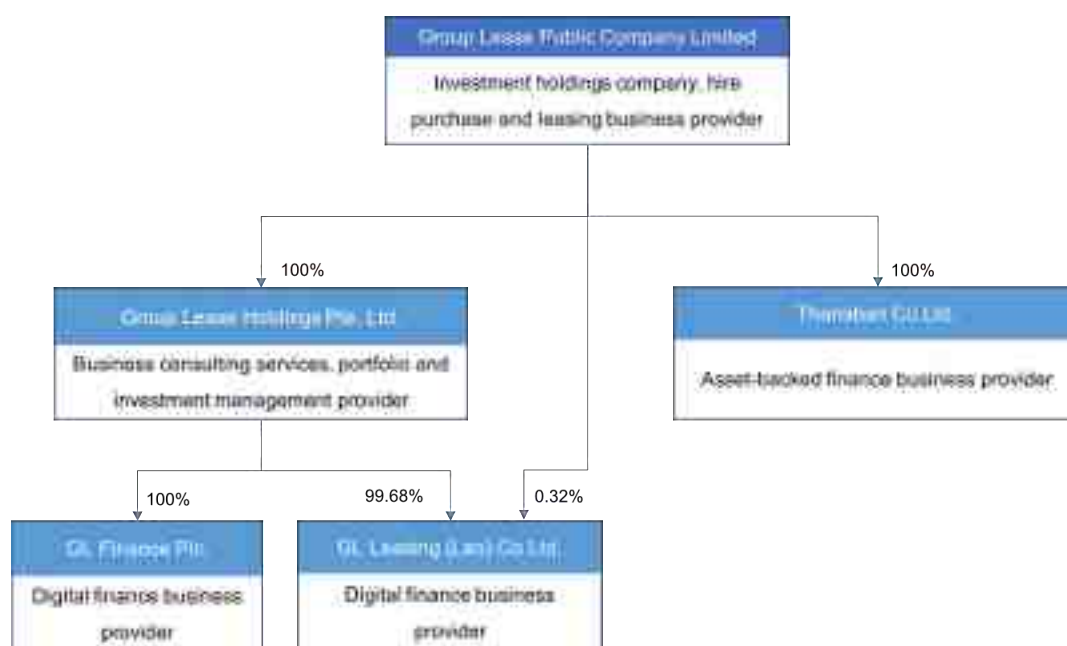 Group Lease Public Company Limited
Investment holdings company, hire
purchase and leasing business provider
100%
100%
Group Lease Holdings Pte. Ltd
Thanaban Co.Ltd.
Business consulting services, portfolio and
investment management provider
Asset-backed finance business provider
100%
99.68%
0.32%
GL Finance Plc.
GL Leasing (Lao) Co.Ltd.
Digital finance business
provider
Digital finance business
provider